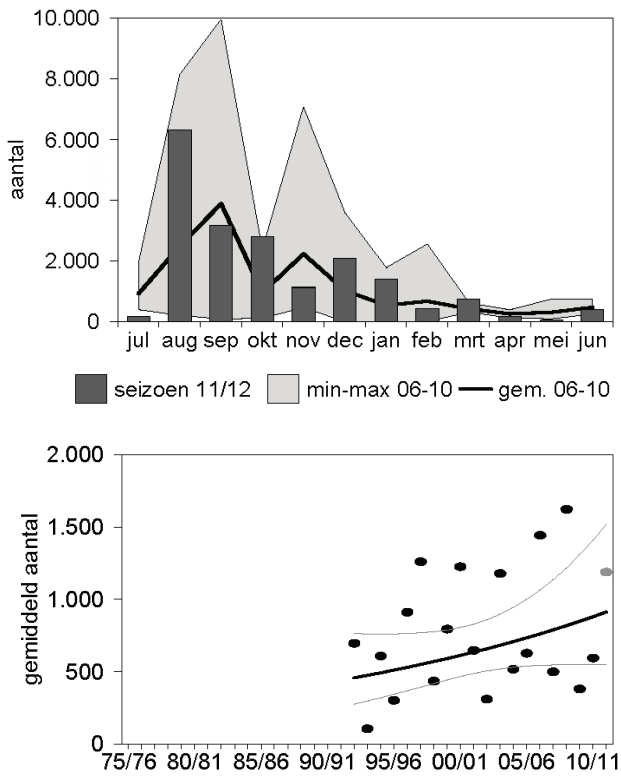 10.000
8.000
6.000
4.000
2.000
0
aantal
jul aug sep okt nov dec jan feb mrt apr mei jun
seizoen 11/12 min-max 06-10 gem. 06-10
2.000
1.500
1.000
500
0
gemiddeld aantal
75/76 80/81 85/86 90/91 95/96 00/01 05/06 10/11